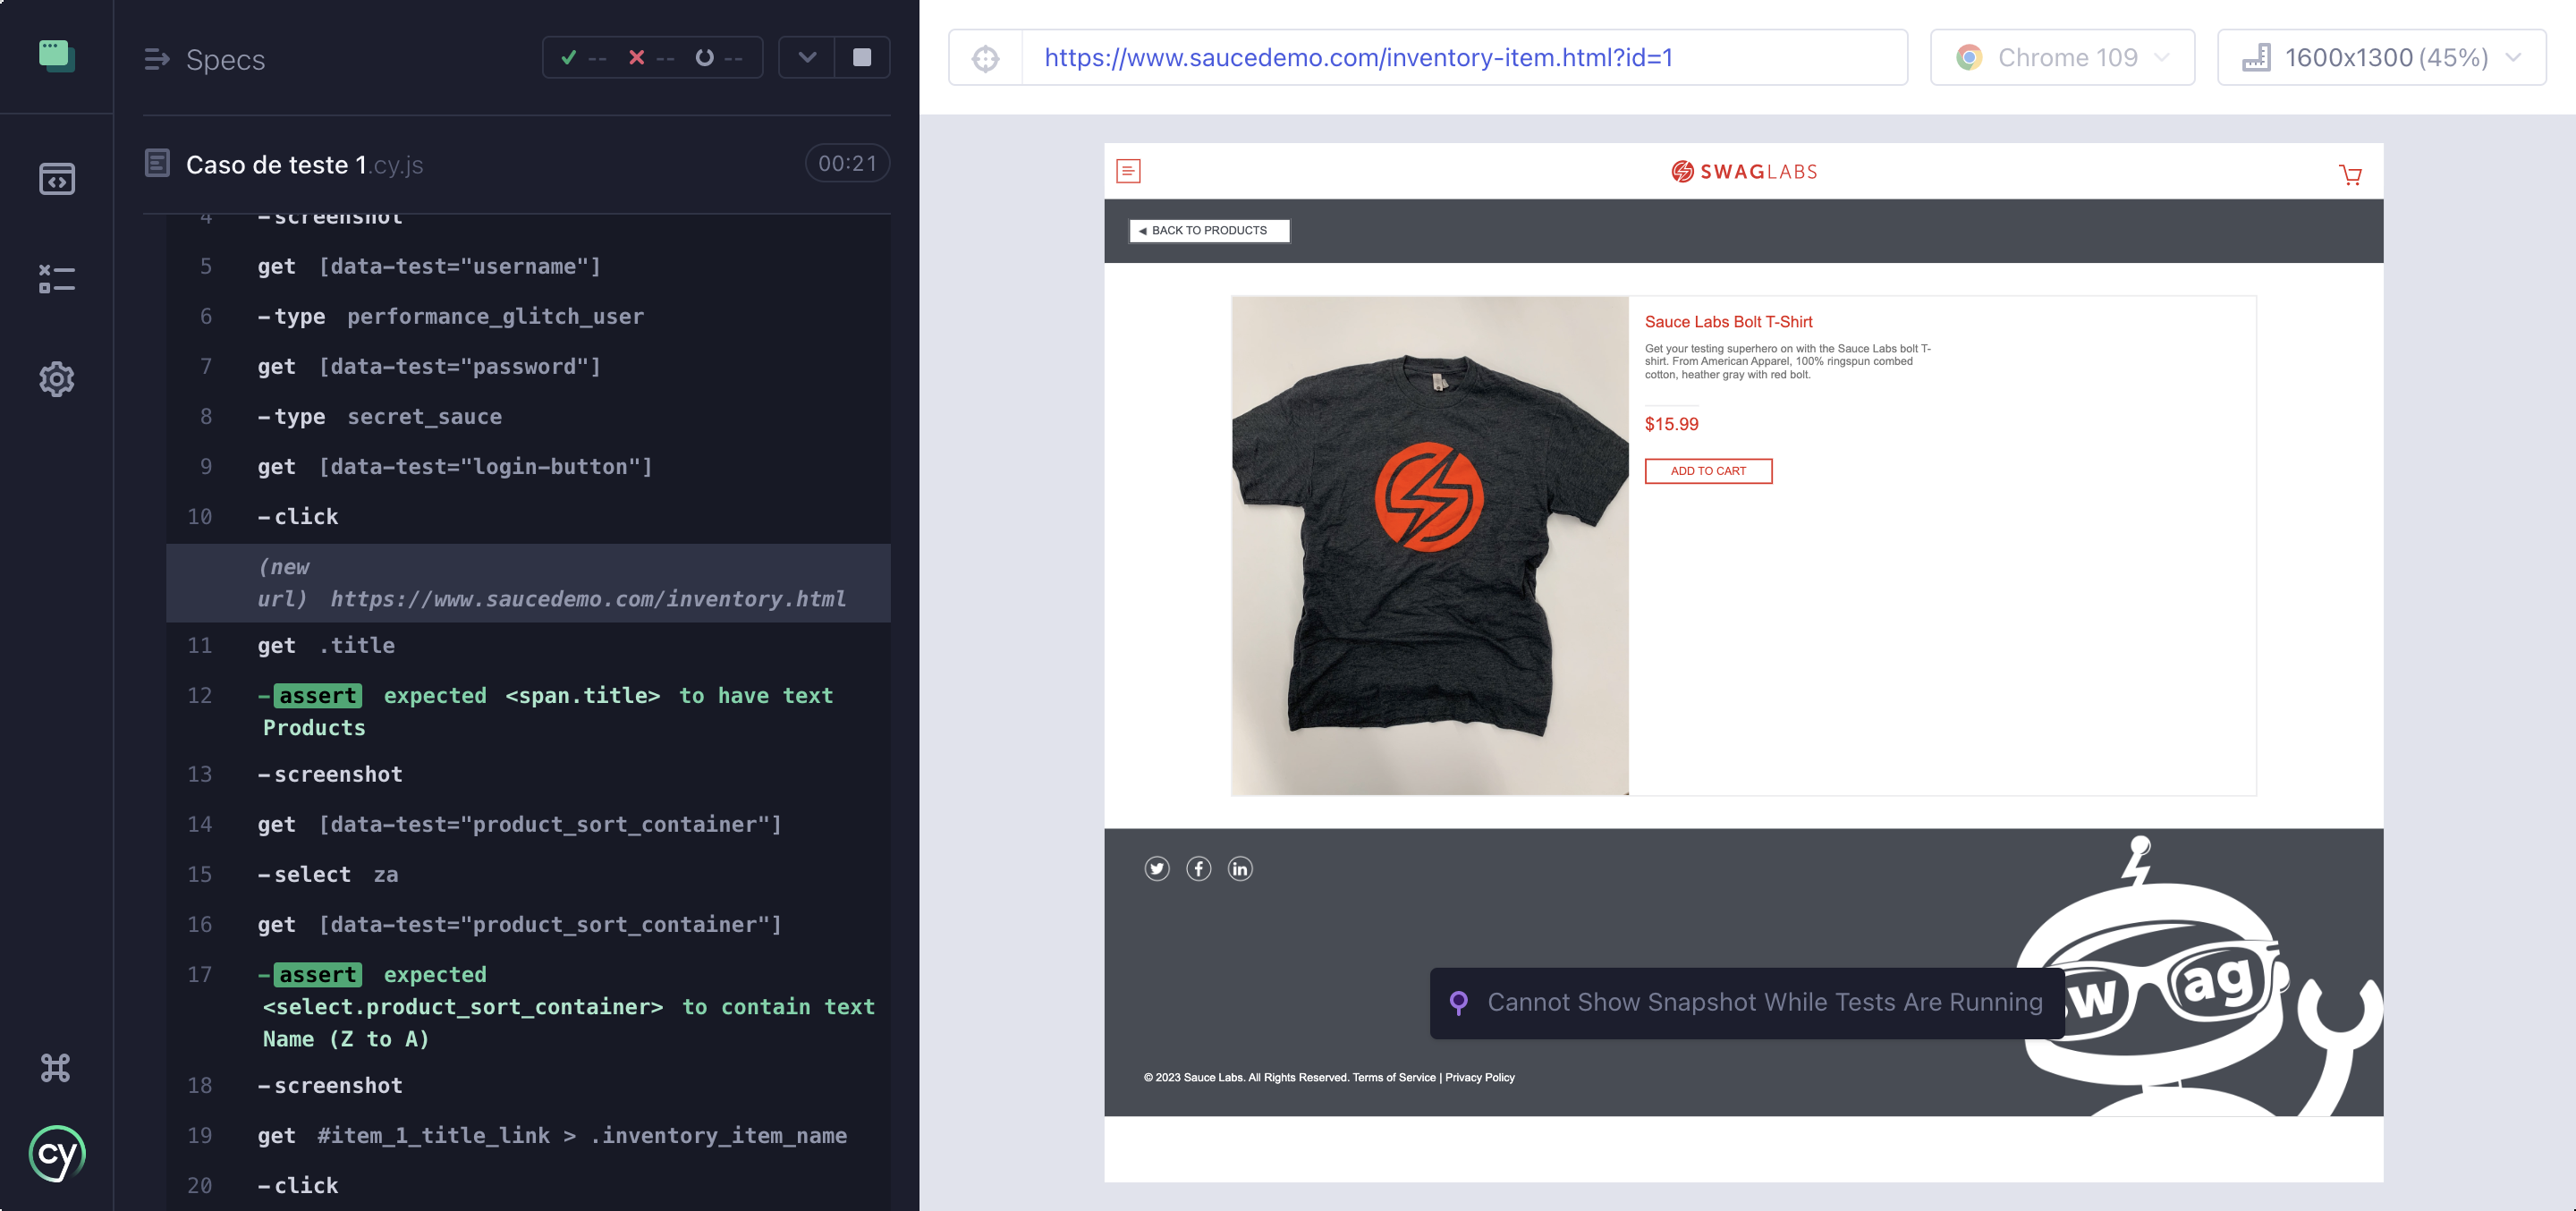 Specs
-- -- --
Caso de teste 1.cy.js
00:21
4 -screenshot
5 get [data-test="username"]
6 -type performance_glitch_user
7 get [data-test="password"]
8 -type secret_sauce
9 get [data-test="login-button"]
10 -click
(new
url) https://www.saucedemo.com/inventory.html
11 get .title
12 -assert expected <span.title> to have text
Products
13 -screenshot
14 get [data-test="product_sort_container"]
15 -select za
16 get [data-test="product_sort_container"]
17 -assert expected
<select.product_sort_container> to contain text
Name (Z to A)
18 -screenshot
19 get #item_1_title_link > .inventory_item_name
20 -click
cy
https://www.saucedemo.com/inventory-item.html?id=1
Chrome 109
1600x1300 (45%)
SWAGLABS
◄ BACK TO PRODUCTS
Sauce Labs Bolt T-Shirt
Get your testing superhero on with the Sauce Labs bolt T-
shirt. From American Apparel, 100% ringspun combed
cotton, heather gray with red bolt.
$15.99
ADD TO CART
Cannot Show Snapshot While Tests Are Running
w ag
© 2023 Sauce Labs. All Rights Reserved. Terms of Service | Privacy Policy